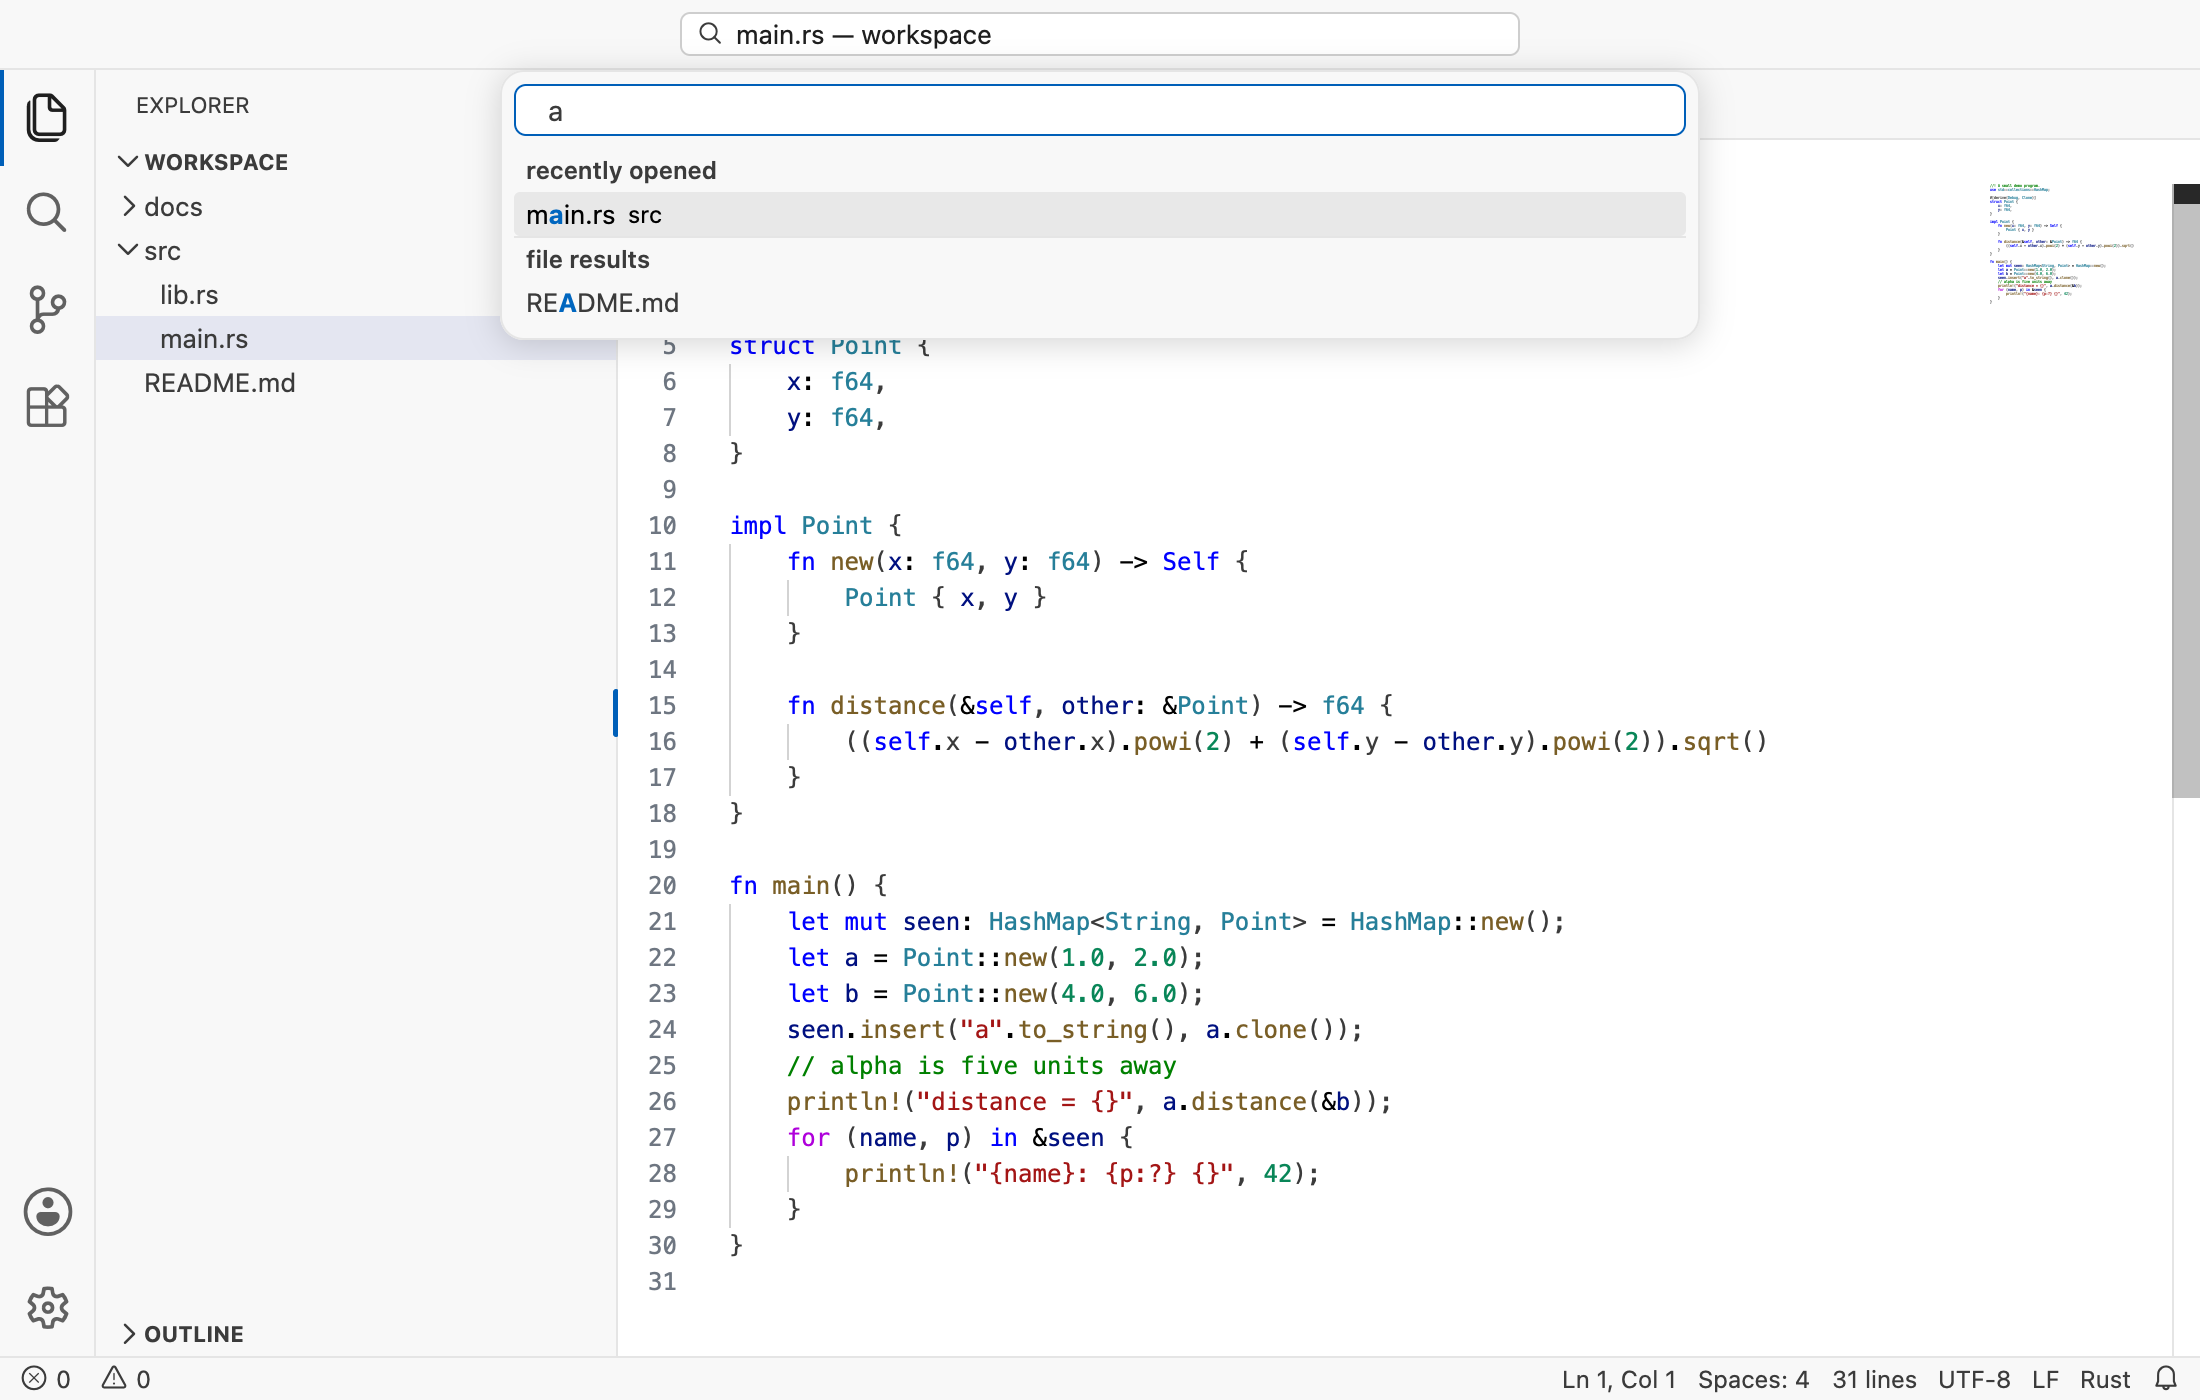 main.rs — workspace
EXPLORER
WORKSPACE
docs
src
lib.rs
main.rs
README.md
OUTLINE
a
recently opened
main.rs src
file results
README.md
5 struct Point {
6     x: f64,
7     y: f64,
8 }
9
10 impl Point {
11     fn new(x: f64, y: f64) -> Self {
12         Point { x, y }
13     }
14
15     fn distance(&self, other: &Point) -> f64 {
16         ((self.x - other.x).powi(2) + (self.y - other.y).powi(2)).sqrt()
17     }
18 }
19
20 fn main() {
21     let mut seen: HashMap<String, Point> = HashMap::new();
22     let a = Point::new(1.0, 2.0);
23     let b = Point::new(4.0, 6.0);
24     seen.insert("a".to_string(), a.clone());
25     // alpha is five units away
26     println!("distance = {}", a.distance(&b));
27     for (name, p) in &seen {
28         println!("{name}: {p:?} {}", 42);
29     }
30 }
31
0 0 Ln 1, Col 1 Spaces: 4 31 lines UTF-8 LF Rust